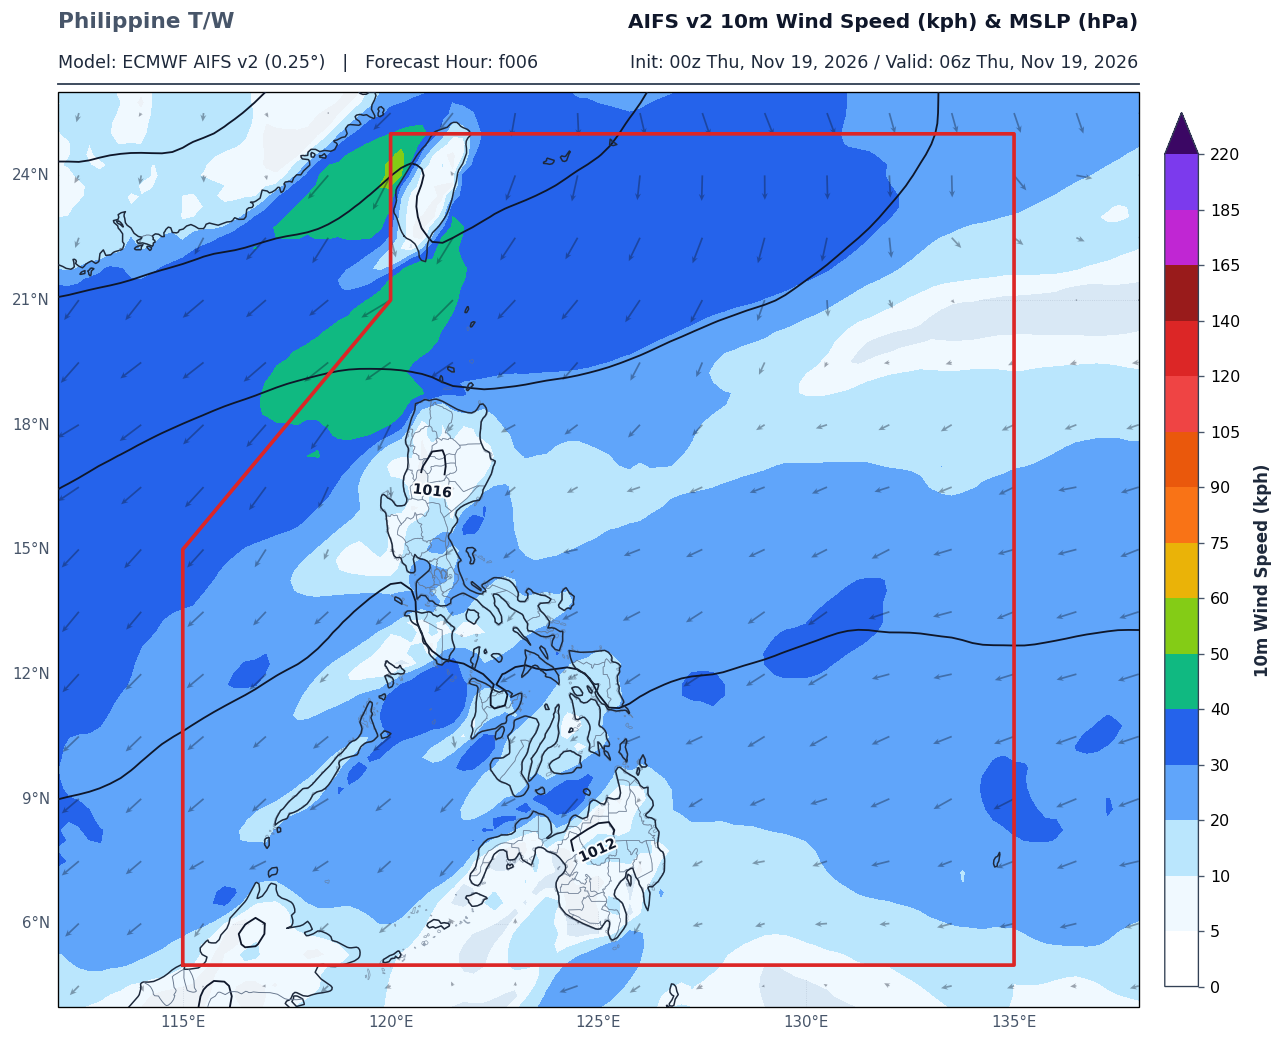 Philippine T/W
AIFS v2 10m Wind Speed (kph) & MSLP (hPa)
Model: ECMWF AIFS v2 (0.25°) | Forecast Hour: f006
Init: 00z Thu, Nov 19, 2026 / Valid: 06z Thu, Nov 19, 2026
24°N
21°N
18°N
15°N
12°N
9°N
6°N
115°E
120°E
125°E
130°E
135°E
1016
1012
220
185
165
140
120
105
90
75
60
50
40
30
20
10
5
0
10m Wind Speed (kph)